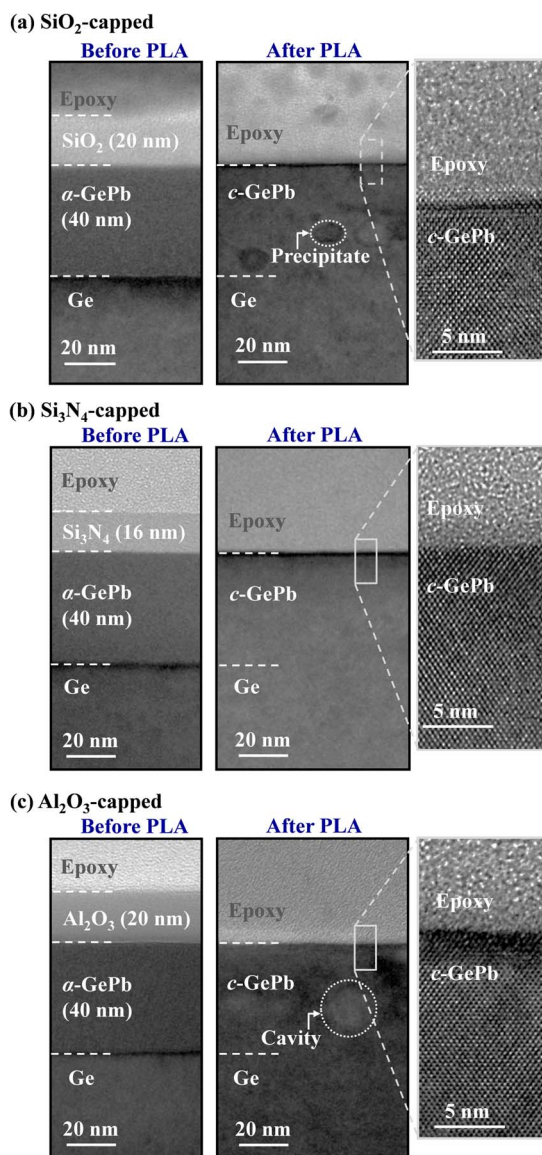 (a) SiO₂-capped
Before PLA
After PLA
Epoxy
SiO₂ (20 nm)
α-GePb
(40 nm)
Ge
20 nm
Epoxy
c-GePb
Precipitate
Ge
20 nm
Epoxy
c-GePb
5 nm
(b) Si₃N₄-capped
Before PLA
After PLA
Epoxy
Si₃N₄ (16 nm)
α-GePb
(40 nm)
Ge
20 nm
Epoxy
c-GePb
Ge
20 nm
Epoxy
c-GePb
5 nm
(c) Al₂O₃-capped
Before PLA
After PLA
Epoxy
Al₂O₃ (20 nm)
α-GePb
(40 nm)
Ge
20 nm
Epoxy
c-GePb
Cavity
Ge
20 nm
Epoxy
c-GePb
5 nm